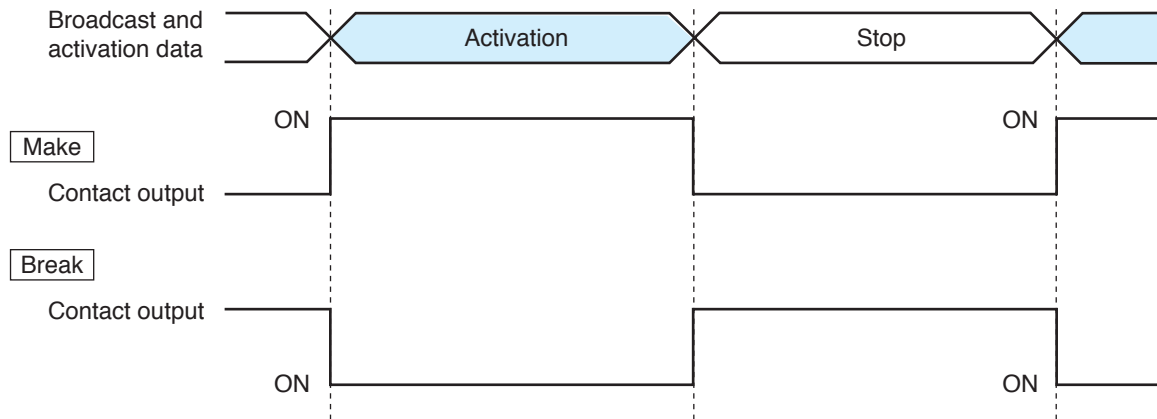 Broadcast and
activation data
Activation
Stop
ON
ON
Make
Contact output
Break
Contact output
ON
ON